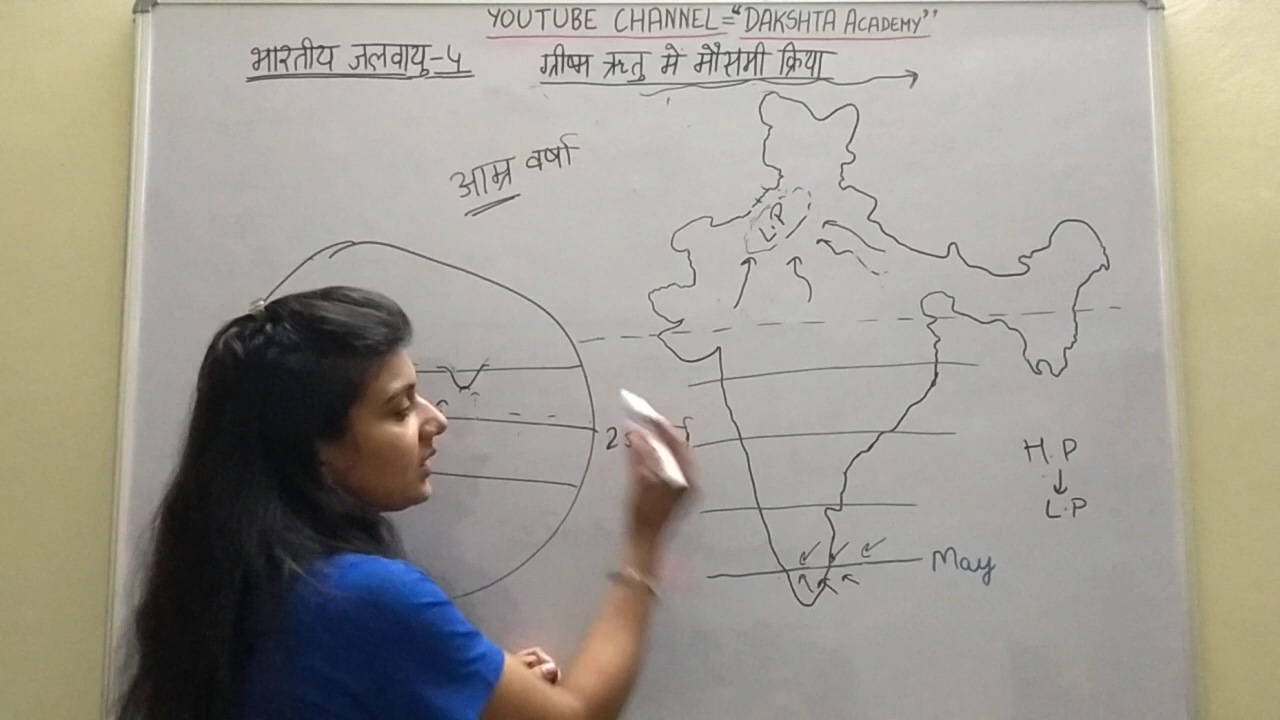 YOUTUBE CHANNEL="DAKSHTA ACADEMY"
भारतीय जलवायु-5
ग्रीष्म ऋतु मे मौसमी क्रिया
आम्र वर्षा
L.P
H.P
L.P
May